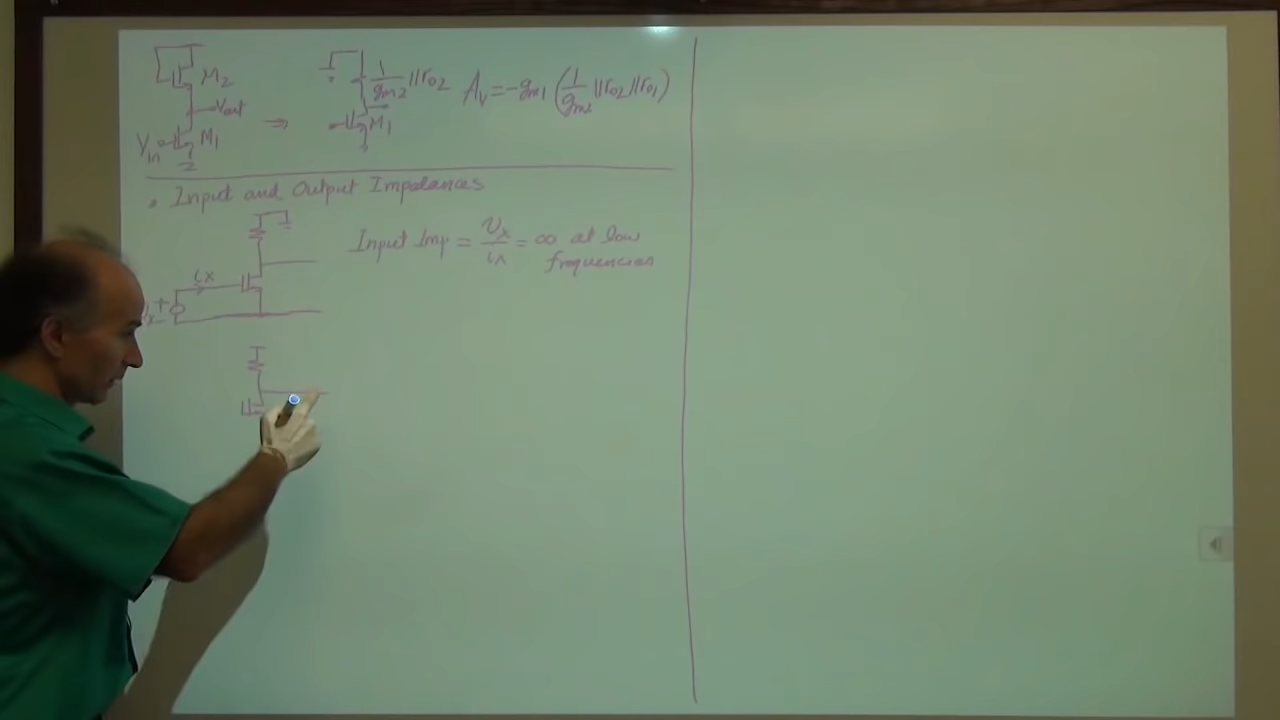 M2
Vout
Vin M1
⇒
1/gm2 || ro2
M1
Av = -gm1 (1/gm2 || ro2 || ro1)
• Input and Output Impedances
Input Imp = vx/ix = ∞ at low
frequencies
ix
+
-